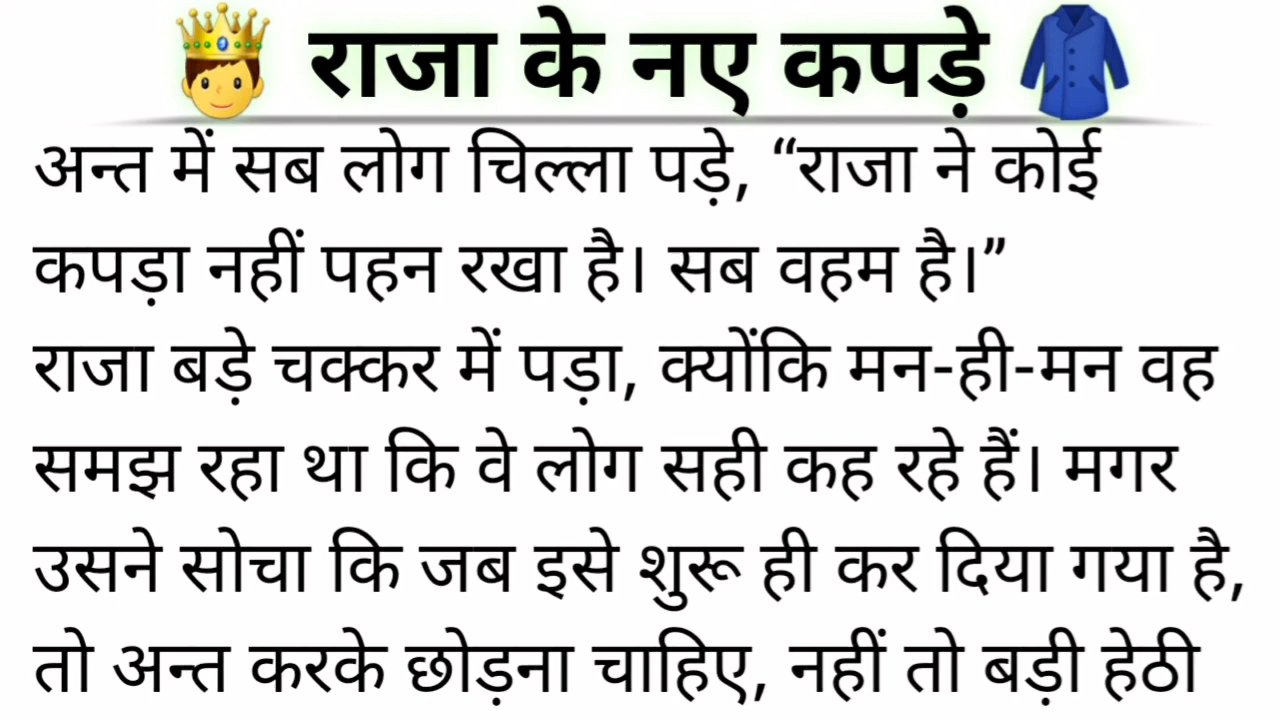 राजा के नए कपड़े
अन्त में सब लोग चिल्ला पड़े, “राजा ने कोई
कपड़ा नहीं पहन रखा है। सब वहम है।”
राजा बड़े चक्कर में पड़ा, क्योंकि मन-ही-मन वह
समझ रहा था कि वे लोग सही कह रहे हैं। मगर
उसने सोचा कि जब इसे शुरू ही कर दिया गया है,
तो अन्त करके छोड़ना चाहिए, नहीं तो बड़ी हेठी